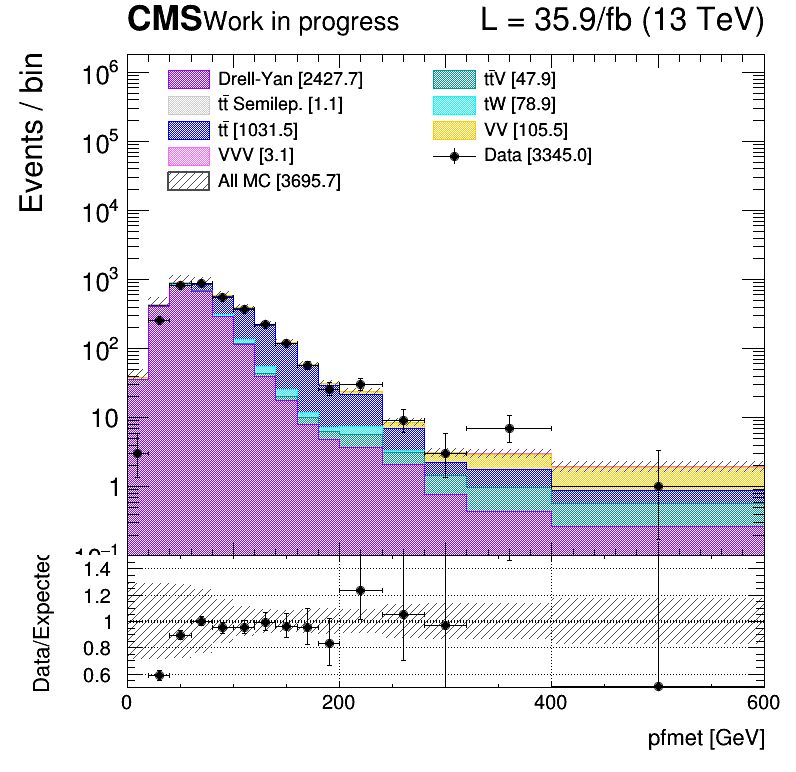 CMS Work in progress L = 35.9/fb (13 TeV)
Events / bin
Drell-Yan [2427.7]
tt̄ Semilep. [1.1]
tt̄ [1031.5]
VVV [3.1]
All MC [3695.7]
tt̄V [47.9]
tW [78.9]
VV [105.5]
Data [3345.0]
10⁶
10⁵
10⁴
10³
10²
10
1
10⁻¹
Data/Expected
1.4
1.2
1
0.8
0.6
0 200 400 600
pfmet [GeV]